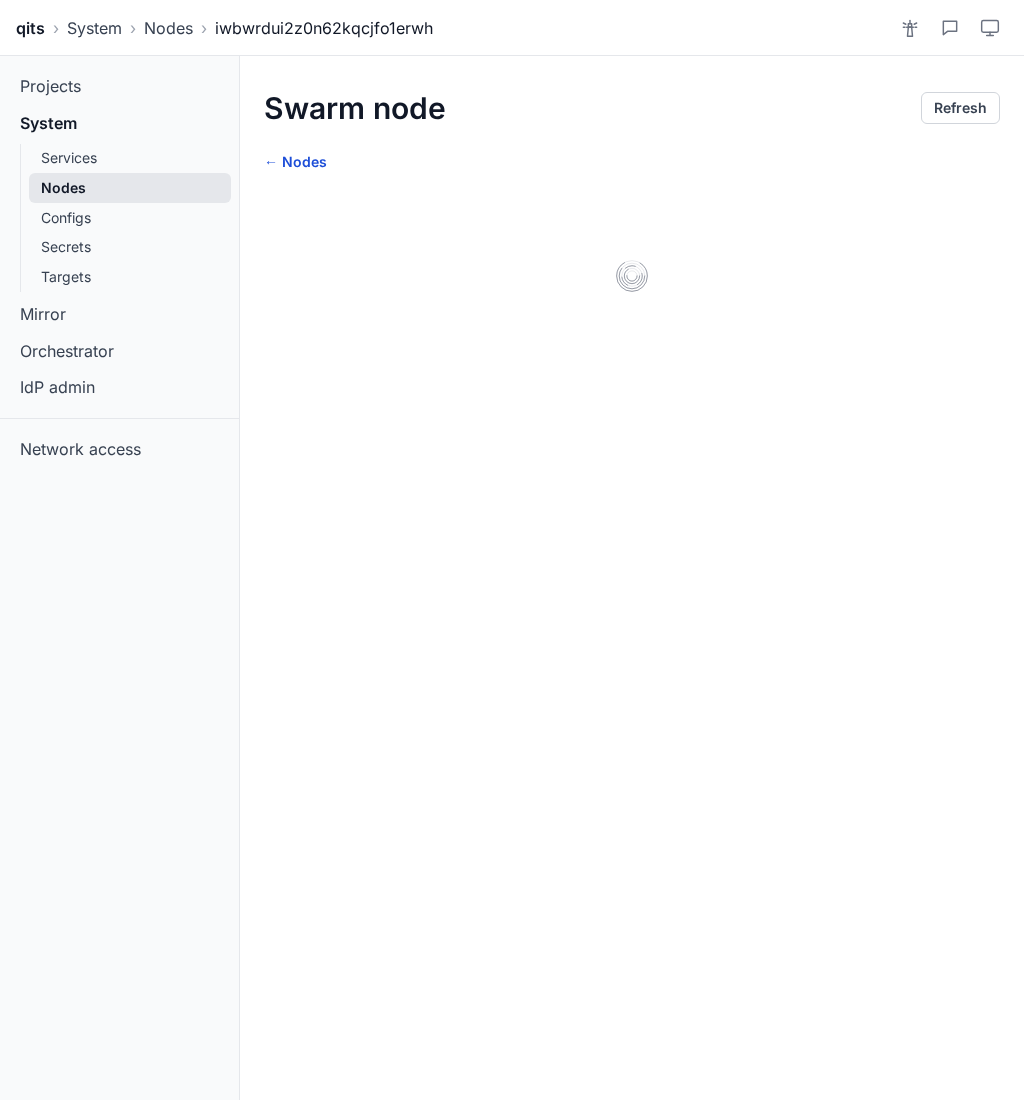 qits › System › Nodes › iwbwrdui2z0n62kqcjfo1erwh
Projects
System
Services
Nodes
Configs
Secrets
Targets
Mirror
Orchestrator
IdP admin
Network access
Swarm node
Refresh
← Nodes